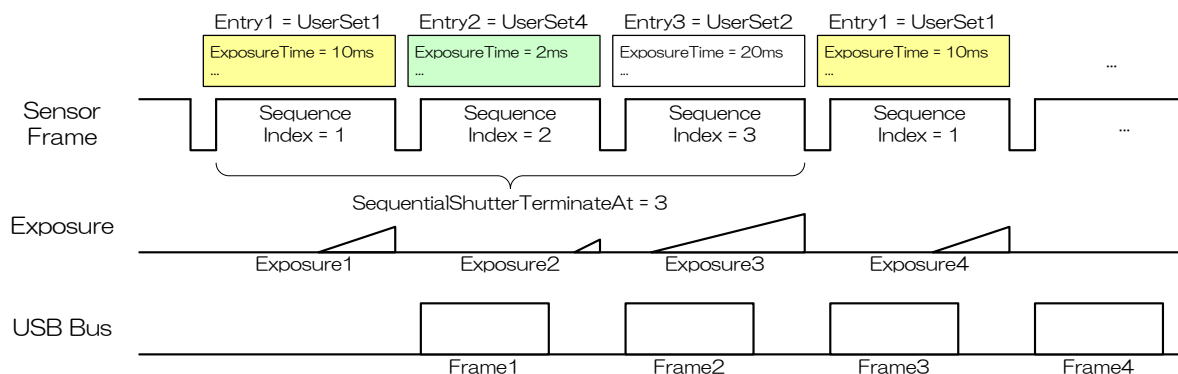 Entry1 = UserSet1 Entry2 = UserSet4 Entry3 = UserSet2 Entry1 = UserSet1
ExposureTime = 10ms ExposureTime = 2ms ExposureTime = 20ms ExposureTime = 10ms
... ... ... ... ...
Sensor Frame
Sequence Index = 1
Sequence Index = 2
Sequence Index = 3
Sequence Index = 1
...
SequentialShutterTerminateAt = 3
Exposure
Exposure1 Exposure2 Exposure3 Exposure4
USB Bus
Frame1 Frame2 Frame3 Frame4